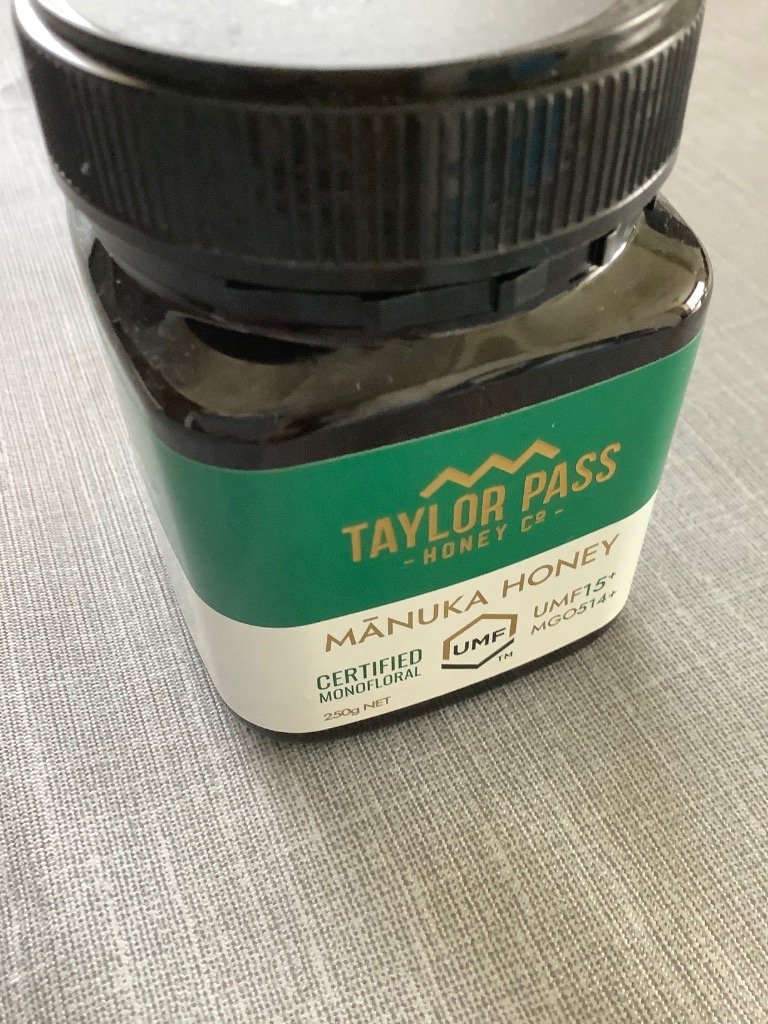 TAYLOR PASS
- HONEY Cº -
MĀNUKA HONEY
CERTIFIED
MONOFLORAL
UMF
TM
UMF15+
MGO514+
250g NET